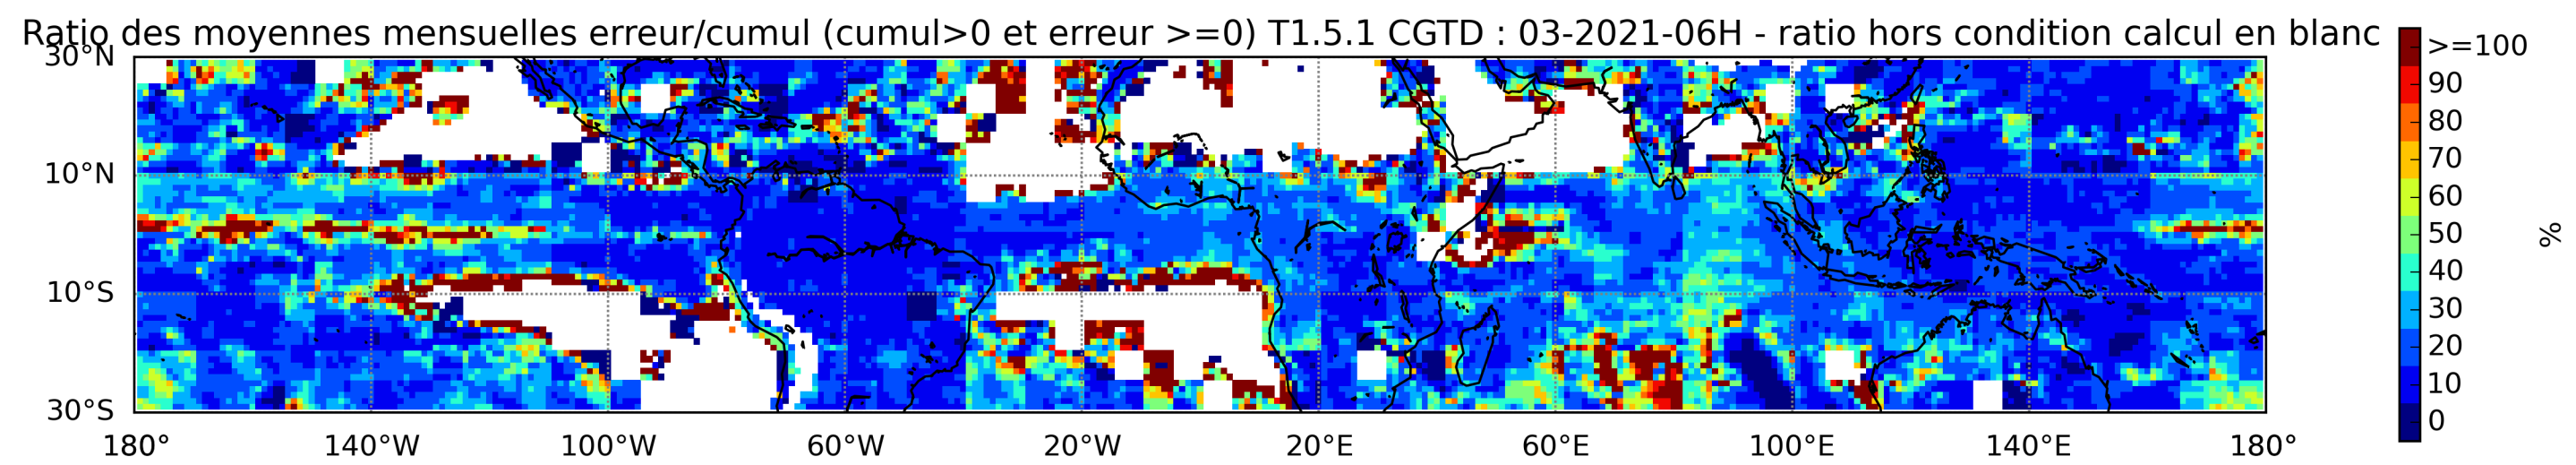 Ratio des moyennes mensuelles erreur/cumul (cumul>0 et erreur >=0) T1.5.1 CGTD : 03-2021-06H - ratio hors condition calcul en blanc
30°N
10°N
10°S
30°S
180°
140°W
100°W
60°W
20°W
20°E
60°E
100°E
140°E
180°
>=100
90
80
70
60
50
40
30
20
10
0
%